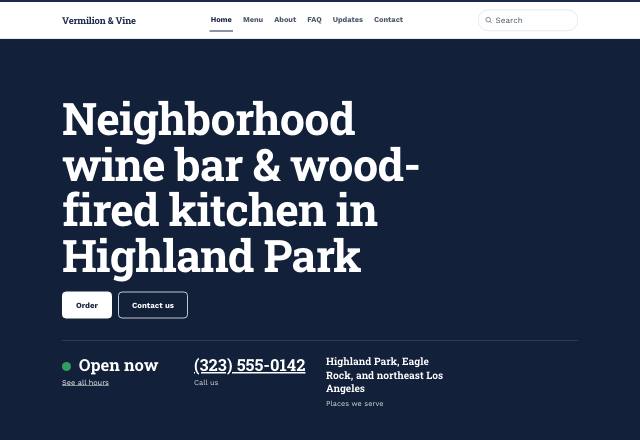 Vermilion & Vine
Home Menu About FAQ Updates Contact
Search
Neighborhood
wine bar & wood-
fired kitchen in
Highland Park
Order
Contact us
Open now
See all hours
(323) 555-0142
Call us
Highland Park, Eagle
Rock, and northeast Los
Angeles
Places we serve